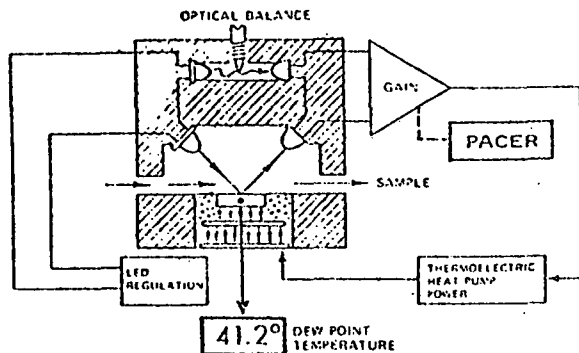 OPTICAL BALANCE
GAIN
PACER
SAMPLE
LED
REGULATION
THERMOELECTRIC
HEAT PUMP
POWER
41.2°
DEW POINT
TEMPERATURE